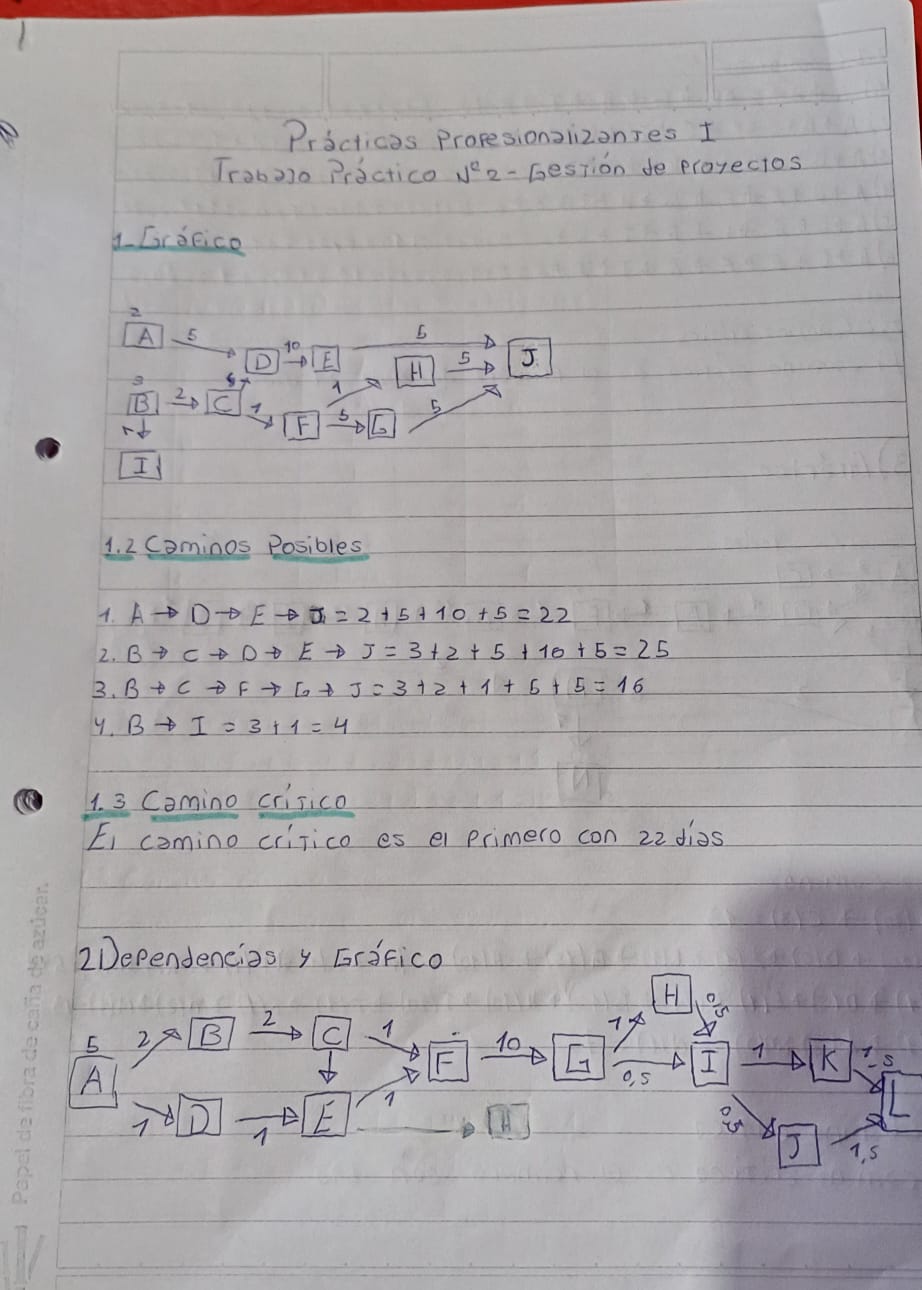 Prácticas Profesionalizantes I
Trabajo Práctico Nº2 - Gestión de proyectos
1- Gráfico
2
A 5 D 10 E 5 J
H 5
3
B 2 C 5 1 F 1 5 G 5
1
I
1.2 Caminos Posibles
1. A → D → E → J = 2 + 5 + 10 + 5 = 22
2. B → C → D → E → J = 3 + 2 + 5 + 10 + 5 = 25
3. B → C → F → G → J = 3 + 2 + 1 + 5 + 5 = 16
4. B → I = 3 + 1 = 4
1.3 Camino crítico
El camino crítico es el primero con 22 días
2 Dependencias y Gráfico
H 0,5
5 2 B 2 C 1 F 10 G 1 0,5 I 1 K 1,5
A L
1 D 1 E 1 H 0,5 J 1,5
Papel de fibra de caña de azúcar.